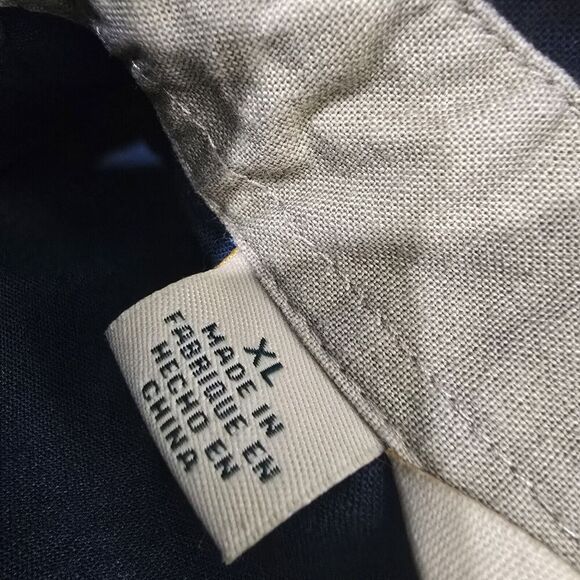 XL
MADE IN
FABRIQUE EN
HECHO EN
CHINA